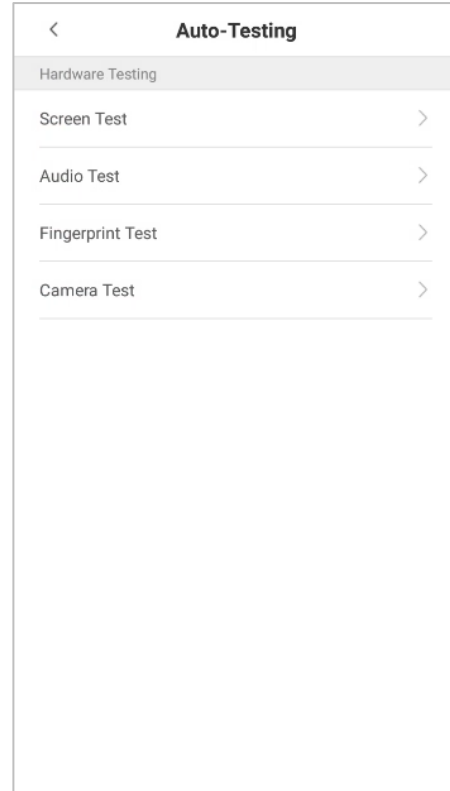 Auto-Testing
Hardware Testing
Screen Test
Audio Test
Fingerprint Test
Camera Test